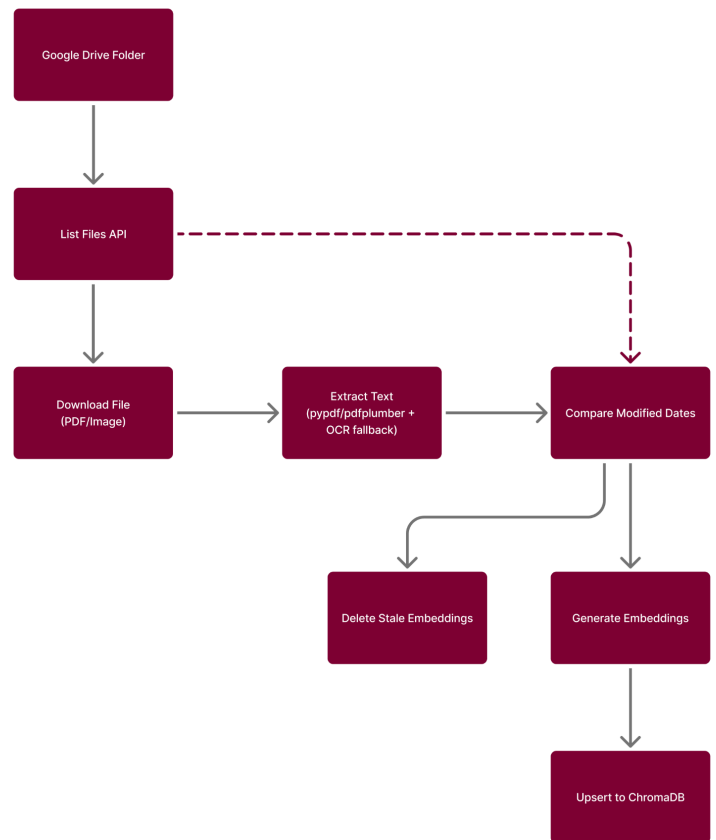 Google Drive Folder
List Files API
Download File
(PDF/Image)
Extract Text
(pypdf/pdfplumber +
OCR fallback)
Compare Modified Dates
Delete Stale Embeddings
Generate Embeddings
Upsert to ChromaDB